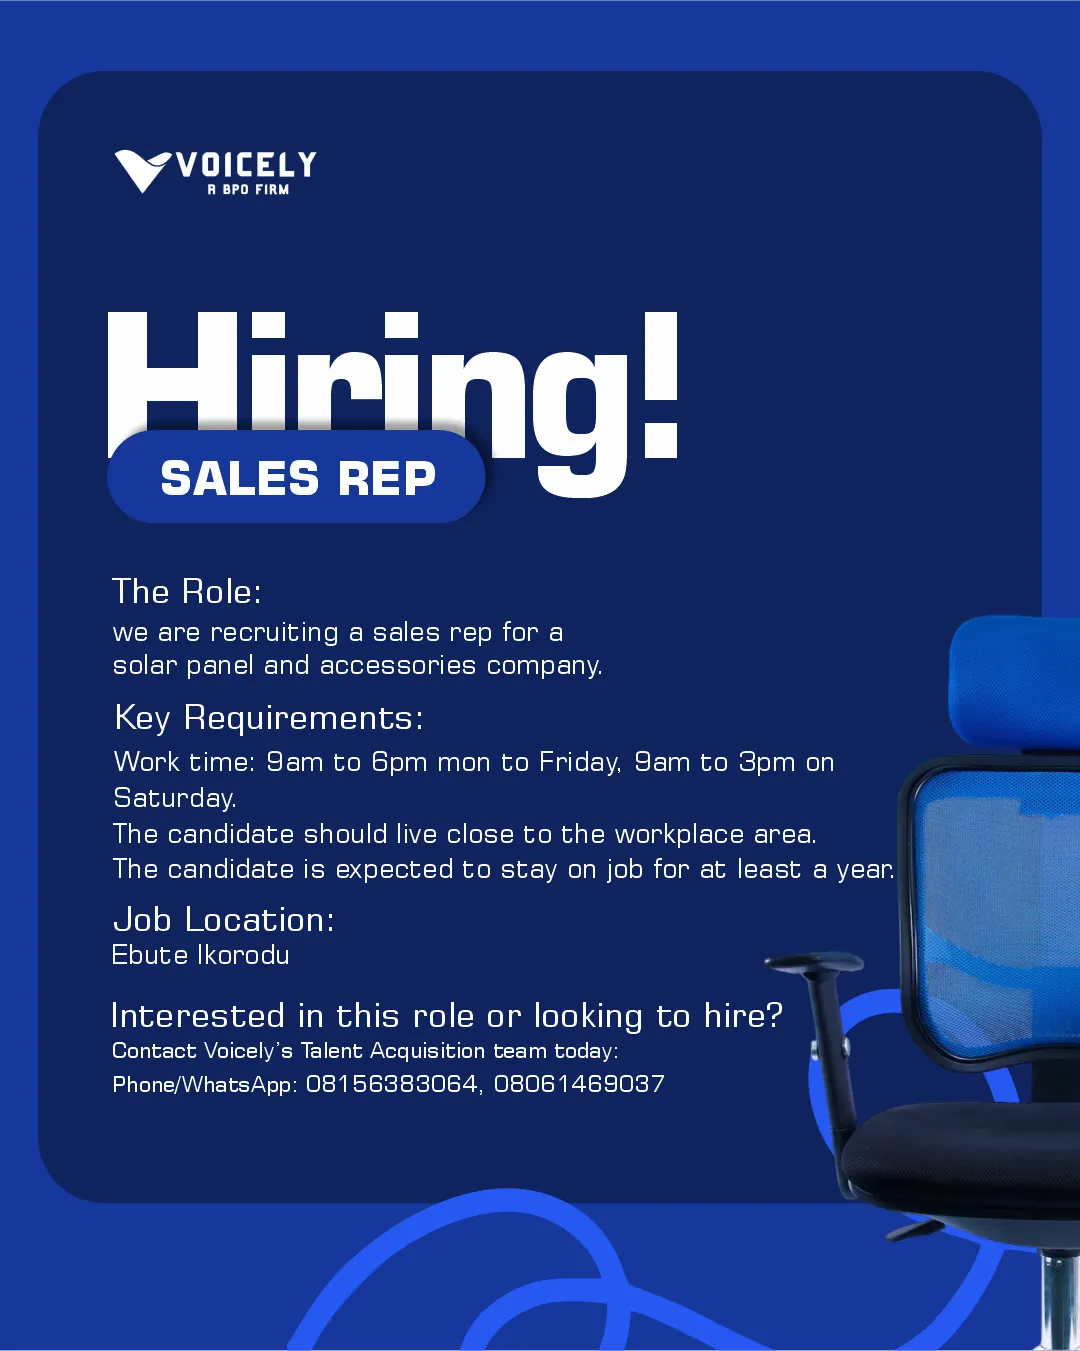 VOICELY
A BPO FIRM
Hiring!
SALES REP
The Role:
we are recruiting a sales rep for a
solar panel and accessories company.
Key Requirements:
Work time: 9am to 6pm mon to Friday, 9am to 3pm on
Saturday.
The candidate should live close to the workplace area.
The candidate is expected to stay on job for at least a year.
Job Location:
Ebute Ikorodu
Interested in this role or looking to hire?
Contact Voicely's Talent Acquisition team today:
Phone/WhatsApp: 08156383064, 08061469037